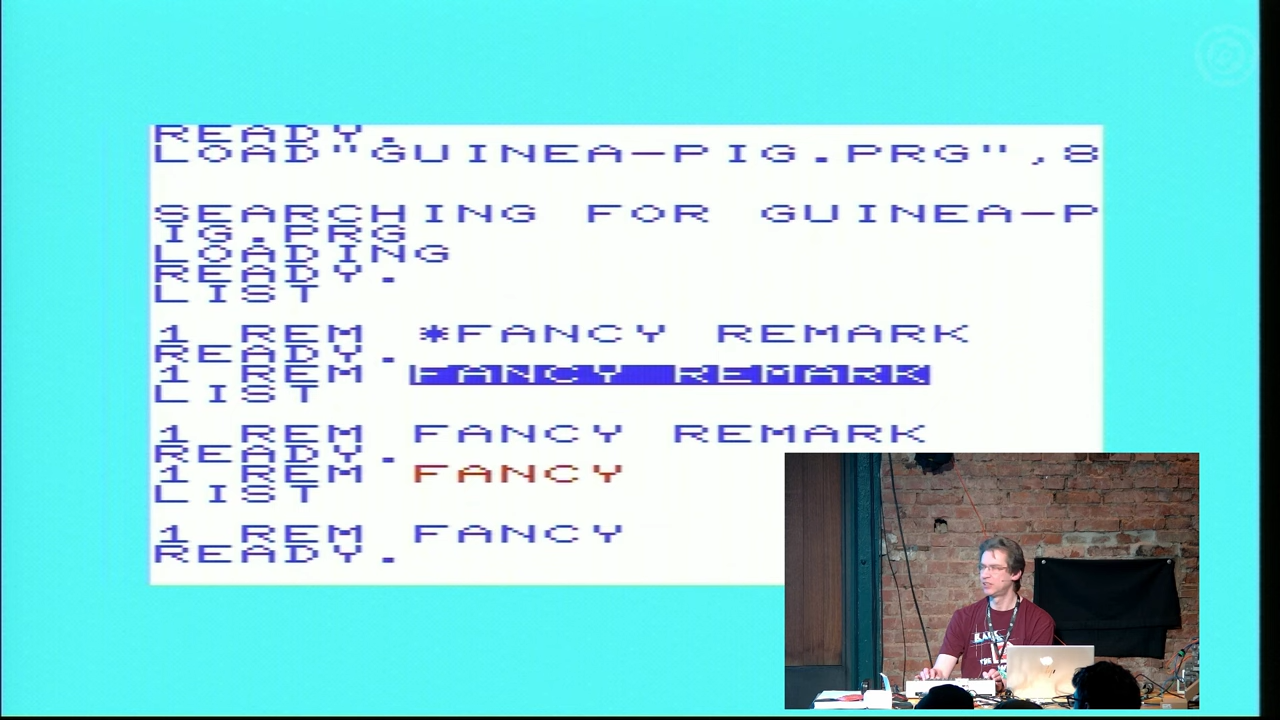 READY.
LOAD"GUINEA-PIG.PRG",8
SEARCHING FOR GUINEA-P
IG.PRG
LOADING
READY.
LIST
1 REM *FANCY REMARK
READY.
1 REM FANCY REMARK
LIST
1 REM FANCY REMARK
READY.
1 REM FANCY
LIST
1 REM FANCY
READY.
THE